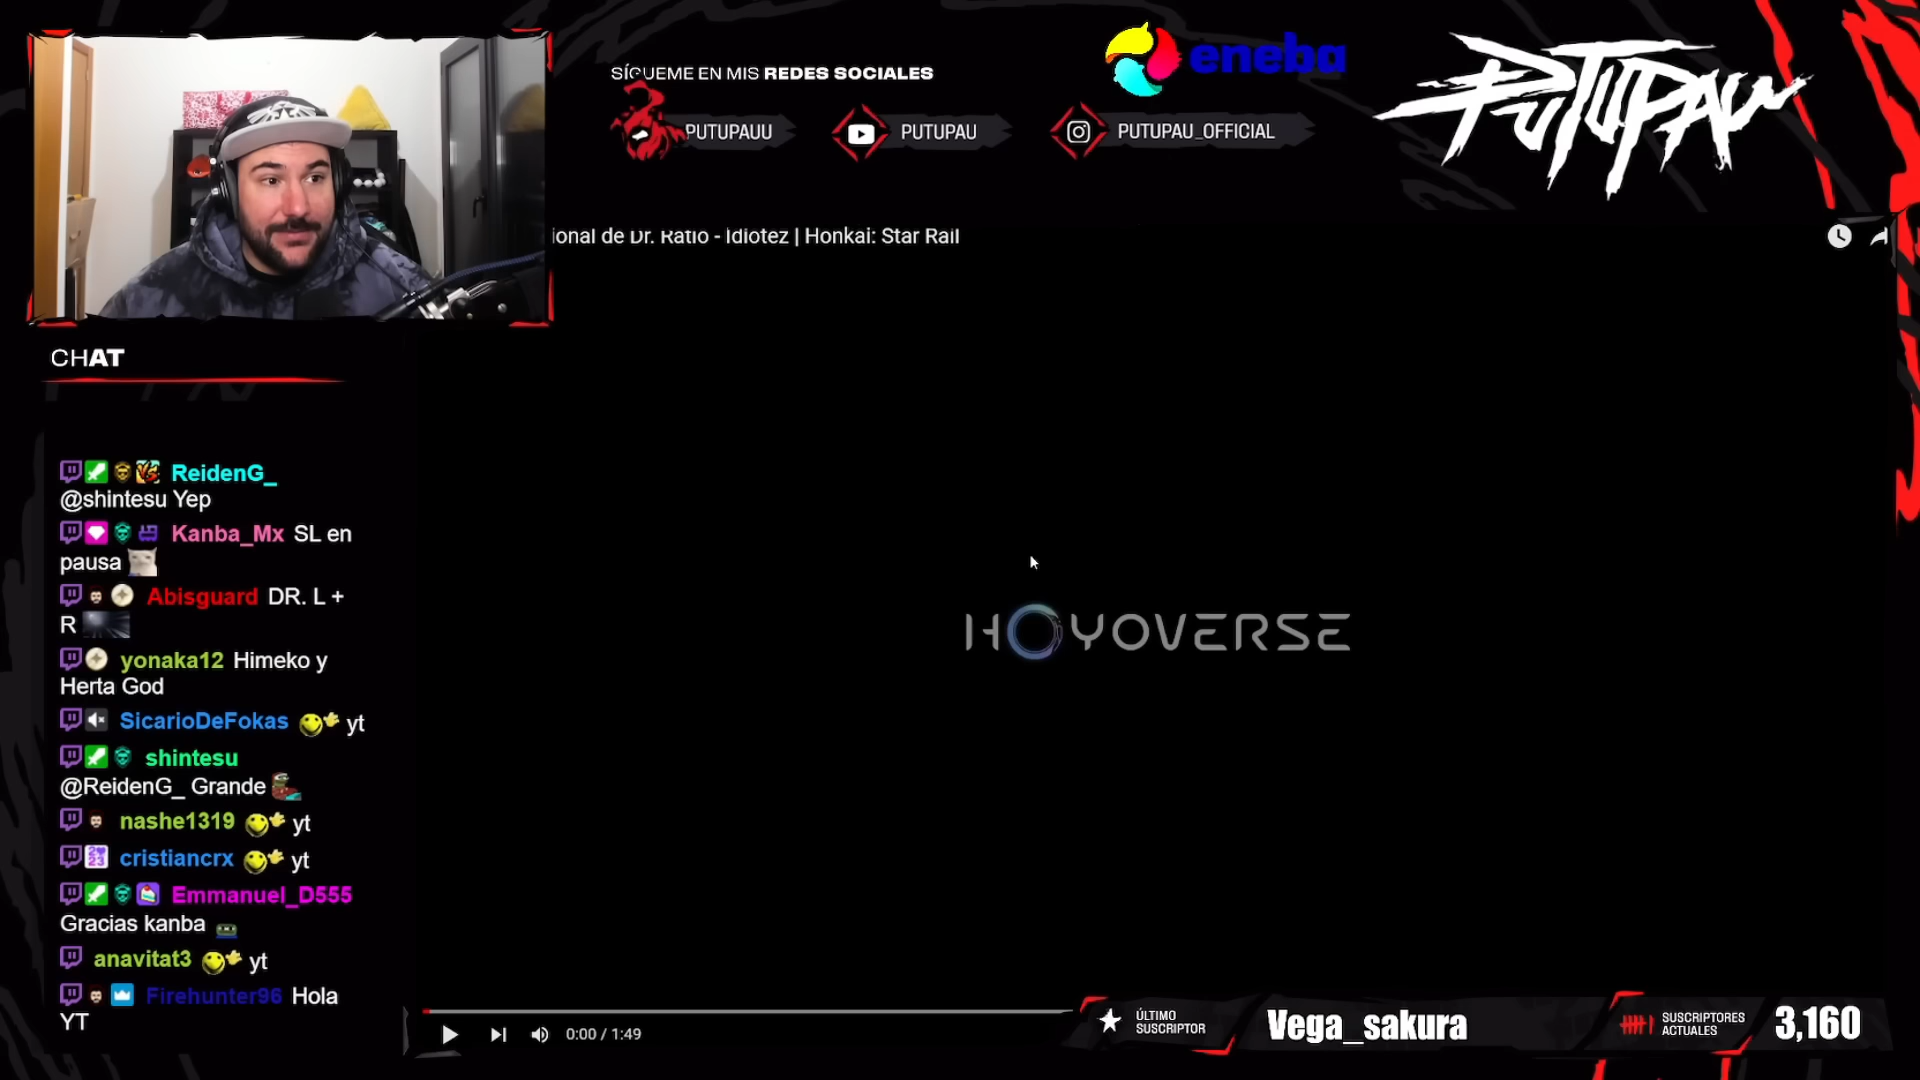 SÍGUEME EN MIS REDES SOCIALES
eneba
PUTUPAU
PUTUPAUU
PUTUPAU
PUTUPAU_OFFICIAL
ional de Dr. Ratio - Idiotez | Honkai: Star Rail
CHAT
ReidenG_
@shintesu Yep
Kanba_Mx SL en
pausa
Abisguard DR. L +
R
yonaka12 Himeko y
Herta God
SicarioDeFokas yt
shintesu
@ReidenG_ Grande
nashe1319 yt
cristiancrx yt
Emmanuel_D555
Gracias kanba
anavitat3 yt
Firehunter96 Hola
YT
HOYOVERSE
0:00 / 1:49
ÚLTIMO
SUSCRIPTOR
Vega_sakura
SUSCRIPTORES
ACTUALES
3,160